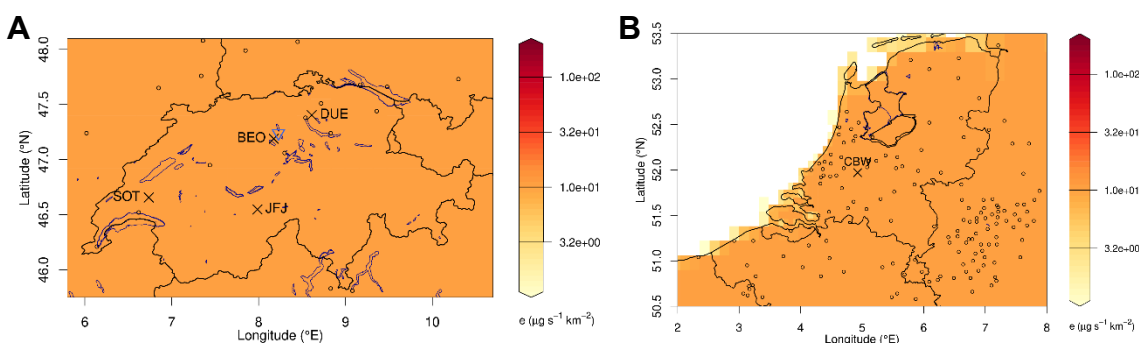 A
48.0
47.5
47.0
46.5
46.0
Latitude (°N)
DUE
BEO
SOT
JFJ
6 7 8 9 10
Longitude (°E)
1.0e+02
3.2e+01
1.0e+01
3.2e+00
e (µg s⁻¹ km⁻²)
B
53.5
53.0
52.5
52.0
51.5
51.0
50.5
Latitude (°N)
CBW
2 3 4 5 6 7 8
Longitude (°E)
1.0e+02
3.2e+01
1.0e+01
3.2e+00
e (µg s⁻¹ km⁻²)